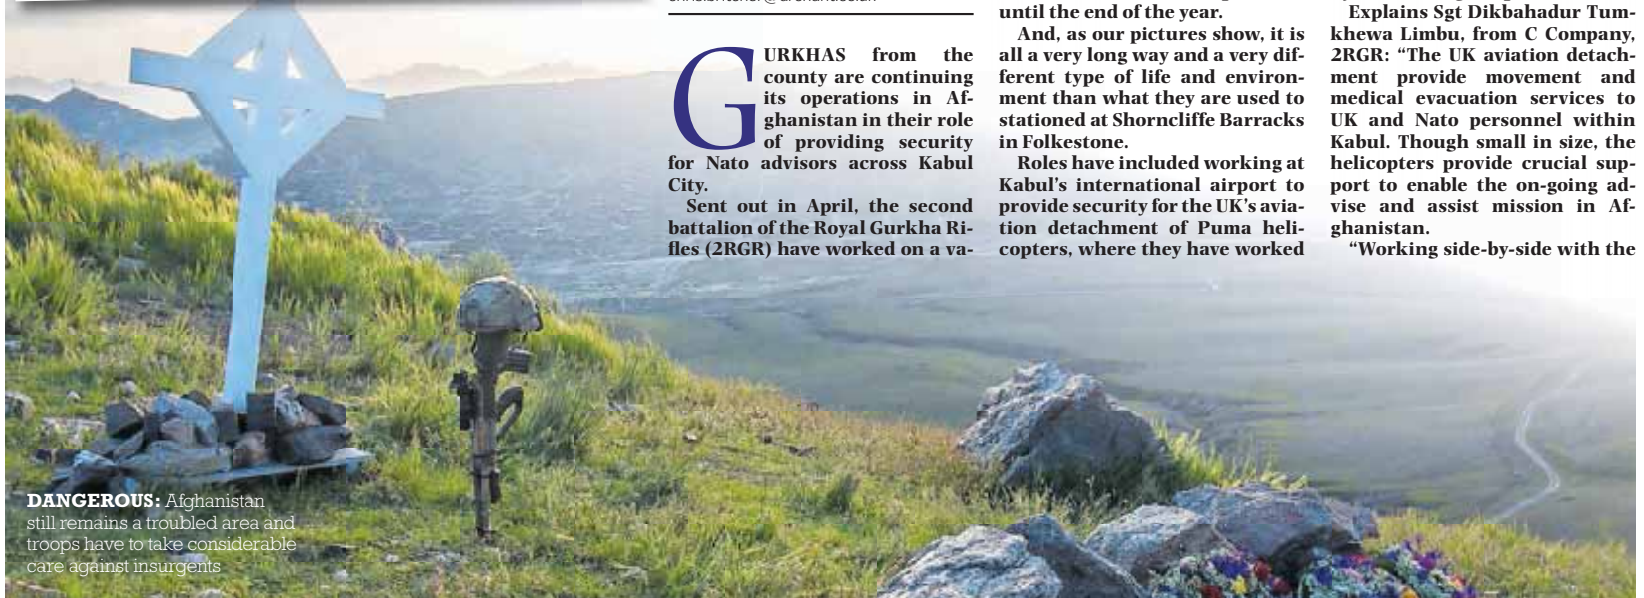 GURKHAS from the
county are continuing
its operations in Af-
ghanistan in their role
of providing security
for Nato advisors across Kabul
City.
Sent out in April, the second
battalion of the Royal Gurkha Ri-
fles (2RGR) have worked on a va-
until the end of the year.
And, as our pictures show, it is
all a very long way and a very dif-
ferent type of life and environ-
ment than what they are used to
stationed at Shorncliffe Barracks
in Folkestone.
Roles have included working at
Kabul's international airport to
provide security for the UK's avia-
tion detachment of Puma heli-
copters, where they have worked
Explains Sgt Dikbahadur Tum-
khewa Limbu, from C Company,
2RGR: “The UK aviation detach-
ment provide movement and
medical evacuation services to
UK and Nato personnel within
Kabul. Though small in size, the
helicopters provide crucial sup-
port to enable the on-going ad-
vise and assist mission in Af-
ghanistan.
“Working side-by-side with the
DANGEROUS: Afghanistan
still remains a troubled area and
troops have to take considerable
care against insurgents